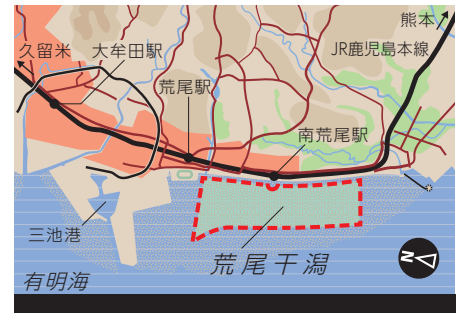 熊本
久留米
大牟田駅
JR鹿児島本線
荒尾駅
南荒尾駅
三池港
荒尾干潟
有明海
N